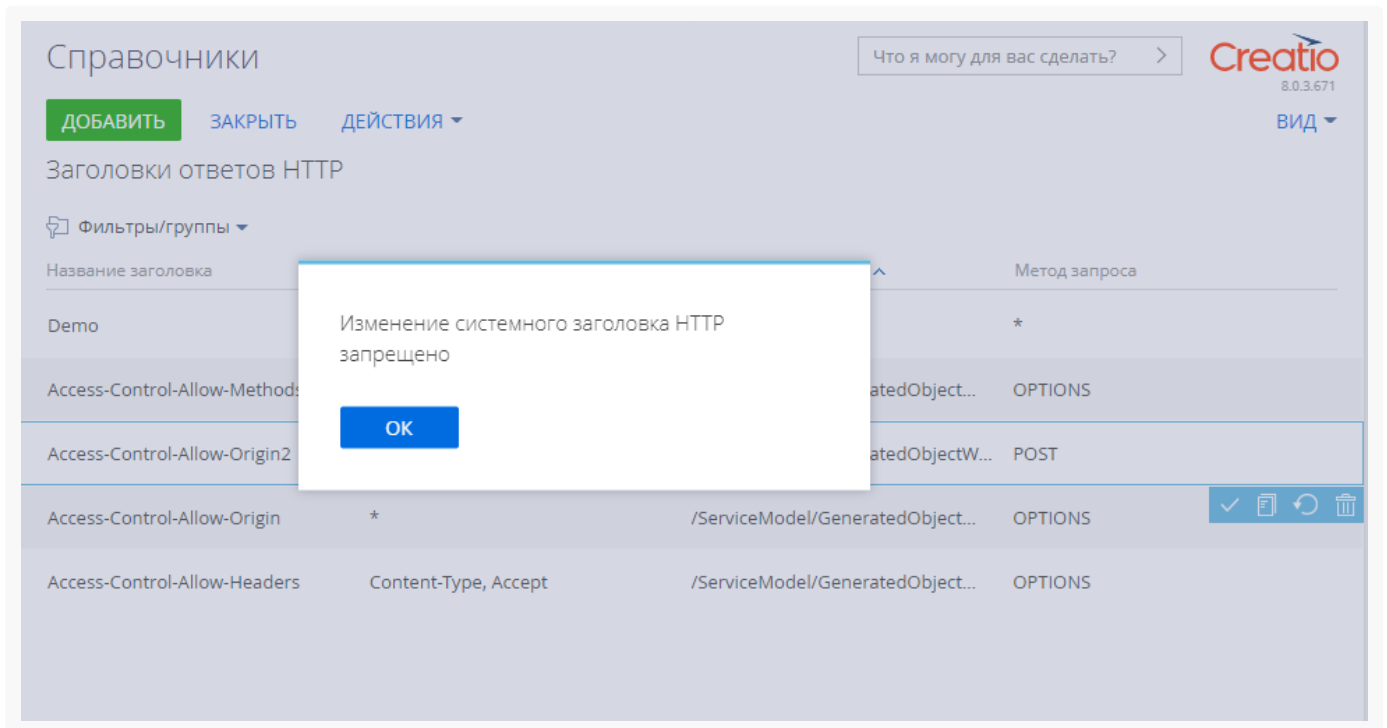 Справочники
Что я могу для вас сделать?
Creatio
8.0.3.671
ДОБАВИТЬ ЗАКРЫТЬ ДЕЙСТВИЯ ВИД
Заголовки ответов HTTP
Фильтры/группы
Название заголовка Метод запроса
Demo *
Изменение системного заголовка HTTP
запрещено
Access-Control-Allow-Methods atedObject... OPTIONS
ОК
Access-Control-Allow-Origin2 atedObjectW... POST
Access-Control-Allow-Origin * /ServiceModel/GeneratedObject... OPTIONS
Access-Control-Allow-Headers Content-Type, Accept /ServiceModel/GeneratedObject... OPTIONS